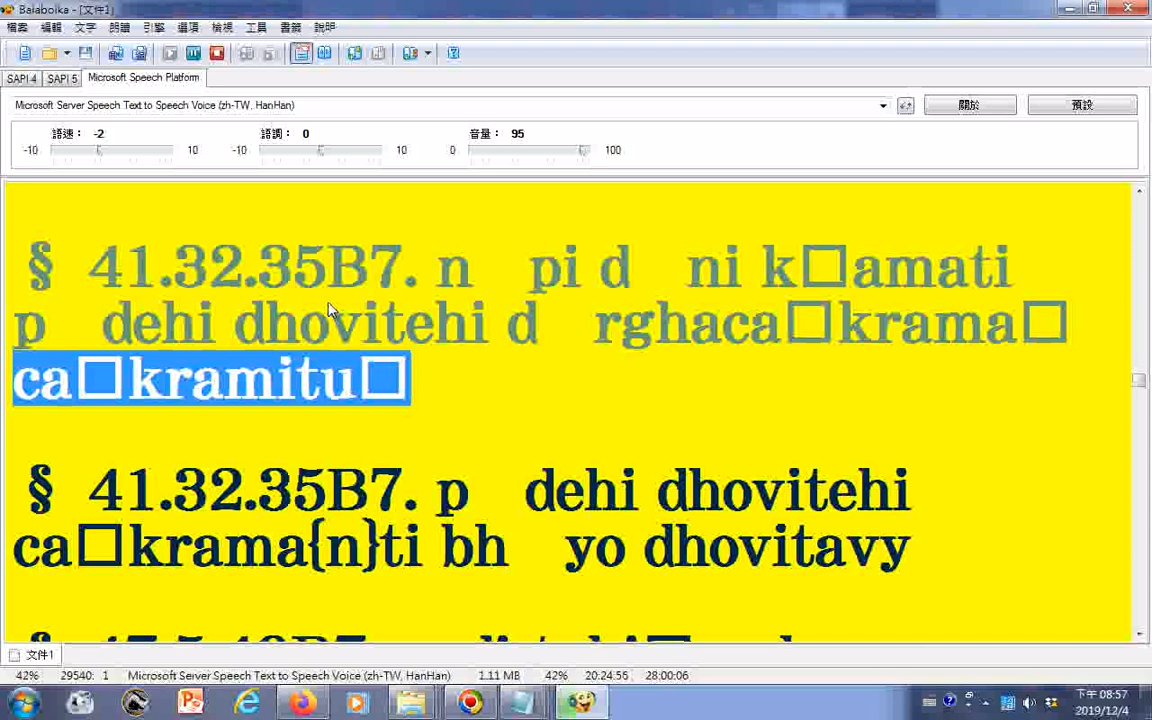 Balabolka - [文件1]
檔案 編輯 文字 朗讀 引擎 選項 檢視 工具 書籤 說明
SAPI 4 SAPI 5 Microsoft Speech Platform
Microsoft Server Speech Text to Speech Voice (zh-TW, HanHan) 關於 預設
語速： -2 語調： 0 音量： 95
-10 10 -10 10 0 100
§ 41.32.35B7. n pi d ni k□amati
p dehi dhovitehi d rghaca□krama□
ca□kramitu□
§ 41.32.35B7. p dehi dhovitehi
ca□krama{n}ti bh yo dhovitavy
文件1
42% 29540: 1 Microsoft Server Speech Text to Speech Voice (zh-TW, HanHan) 1.11 MB 42% 20:24:56 28:00:06
下午 08:57
2019/12/4